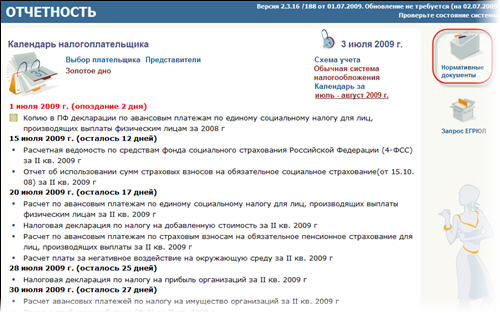 ОТЧЕТНОСТЬ
Версия 2.3.16 /188 от 01.07.2009. Обновление не требуется (на 02.07.2009
Проверьте состояние системы
Календарь налогоплательщика
3 июля 2009 г.
Выбор плательщика Представители
Золотое дно
Схема учета
Обычная система
налогообложения
Календарь за
июль - август 2009 г.
Нормативные
документы
Запрос ЕГРЮЛ
1 июля 2009 г. (опоздание 2 дня)
Копию в ПФ декларации по авансовым платежам по единому социальному налогу для лиц,
производящих выплаты физическим лицам за 2008 г
15 июля 2009 г. (осталось 12 дней)
Расчетная ведомость по средствам фонда социального страхования Российской Федерации (4-ФСС)
за II кв. 2009 г
Отчет об использовании сумм страховых взносов на обязательное социальное страхование(от 15.10.
08) за II кв. 2009 г
20 июля 2009 г. (осталось 17 дней)
Расчет по авансовым платежам по единому социальному налогу для лиц, производящих выплаты
физическим лицам за II кв. 2009 г
Налоговая декларация по налогу на добавленную стоимость за II кв. 2009 г
Расчет по авансовым платежам по страховым взносам на обязательное пенсионное страхование для
лиц, производящих выплаты за II кв. 2009 г
Расчет платы за негативное воздействие на окружающую среду за II кв. 2009 г
28 июля 2009 г. (осталось 25 дней)
Налоговая декларация по налогу на прибыль организаций за II кв. 2009 г
30 июля 2009 г. (осталось 27 дней)
Расчет авансовых платежей по налогу на имущество организаций за II кв. 2009 г